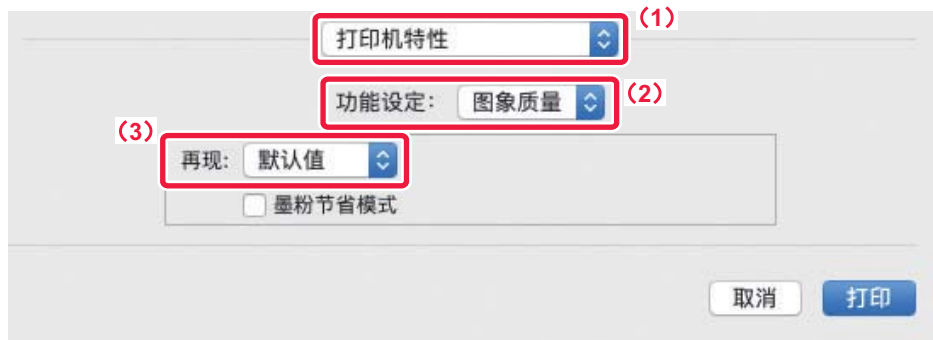 打印机特性 (1)
功能设定： 图象质量 (2)
(3)
再现: 默认值
墨粉节省模式
取消 打印